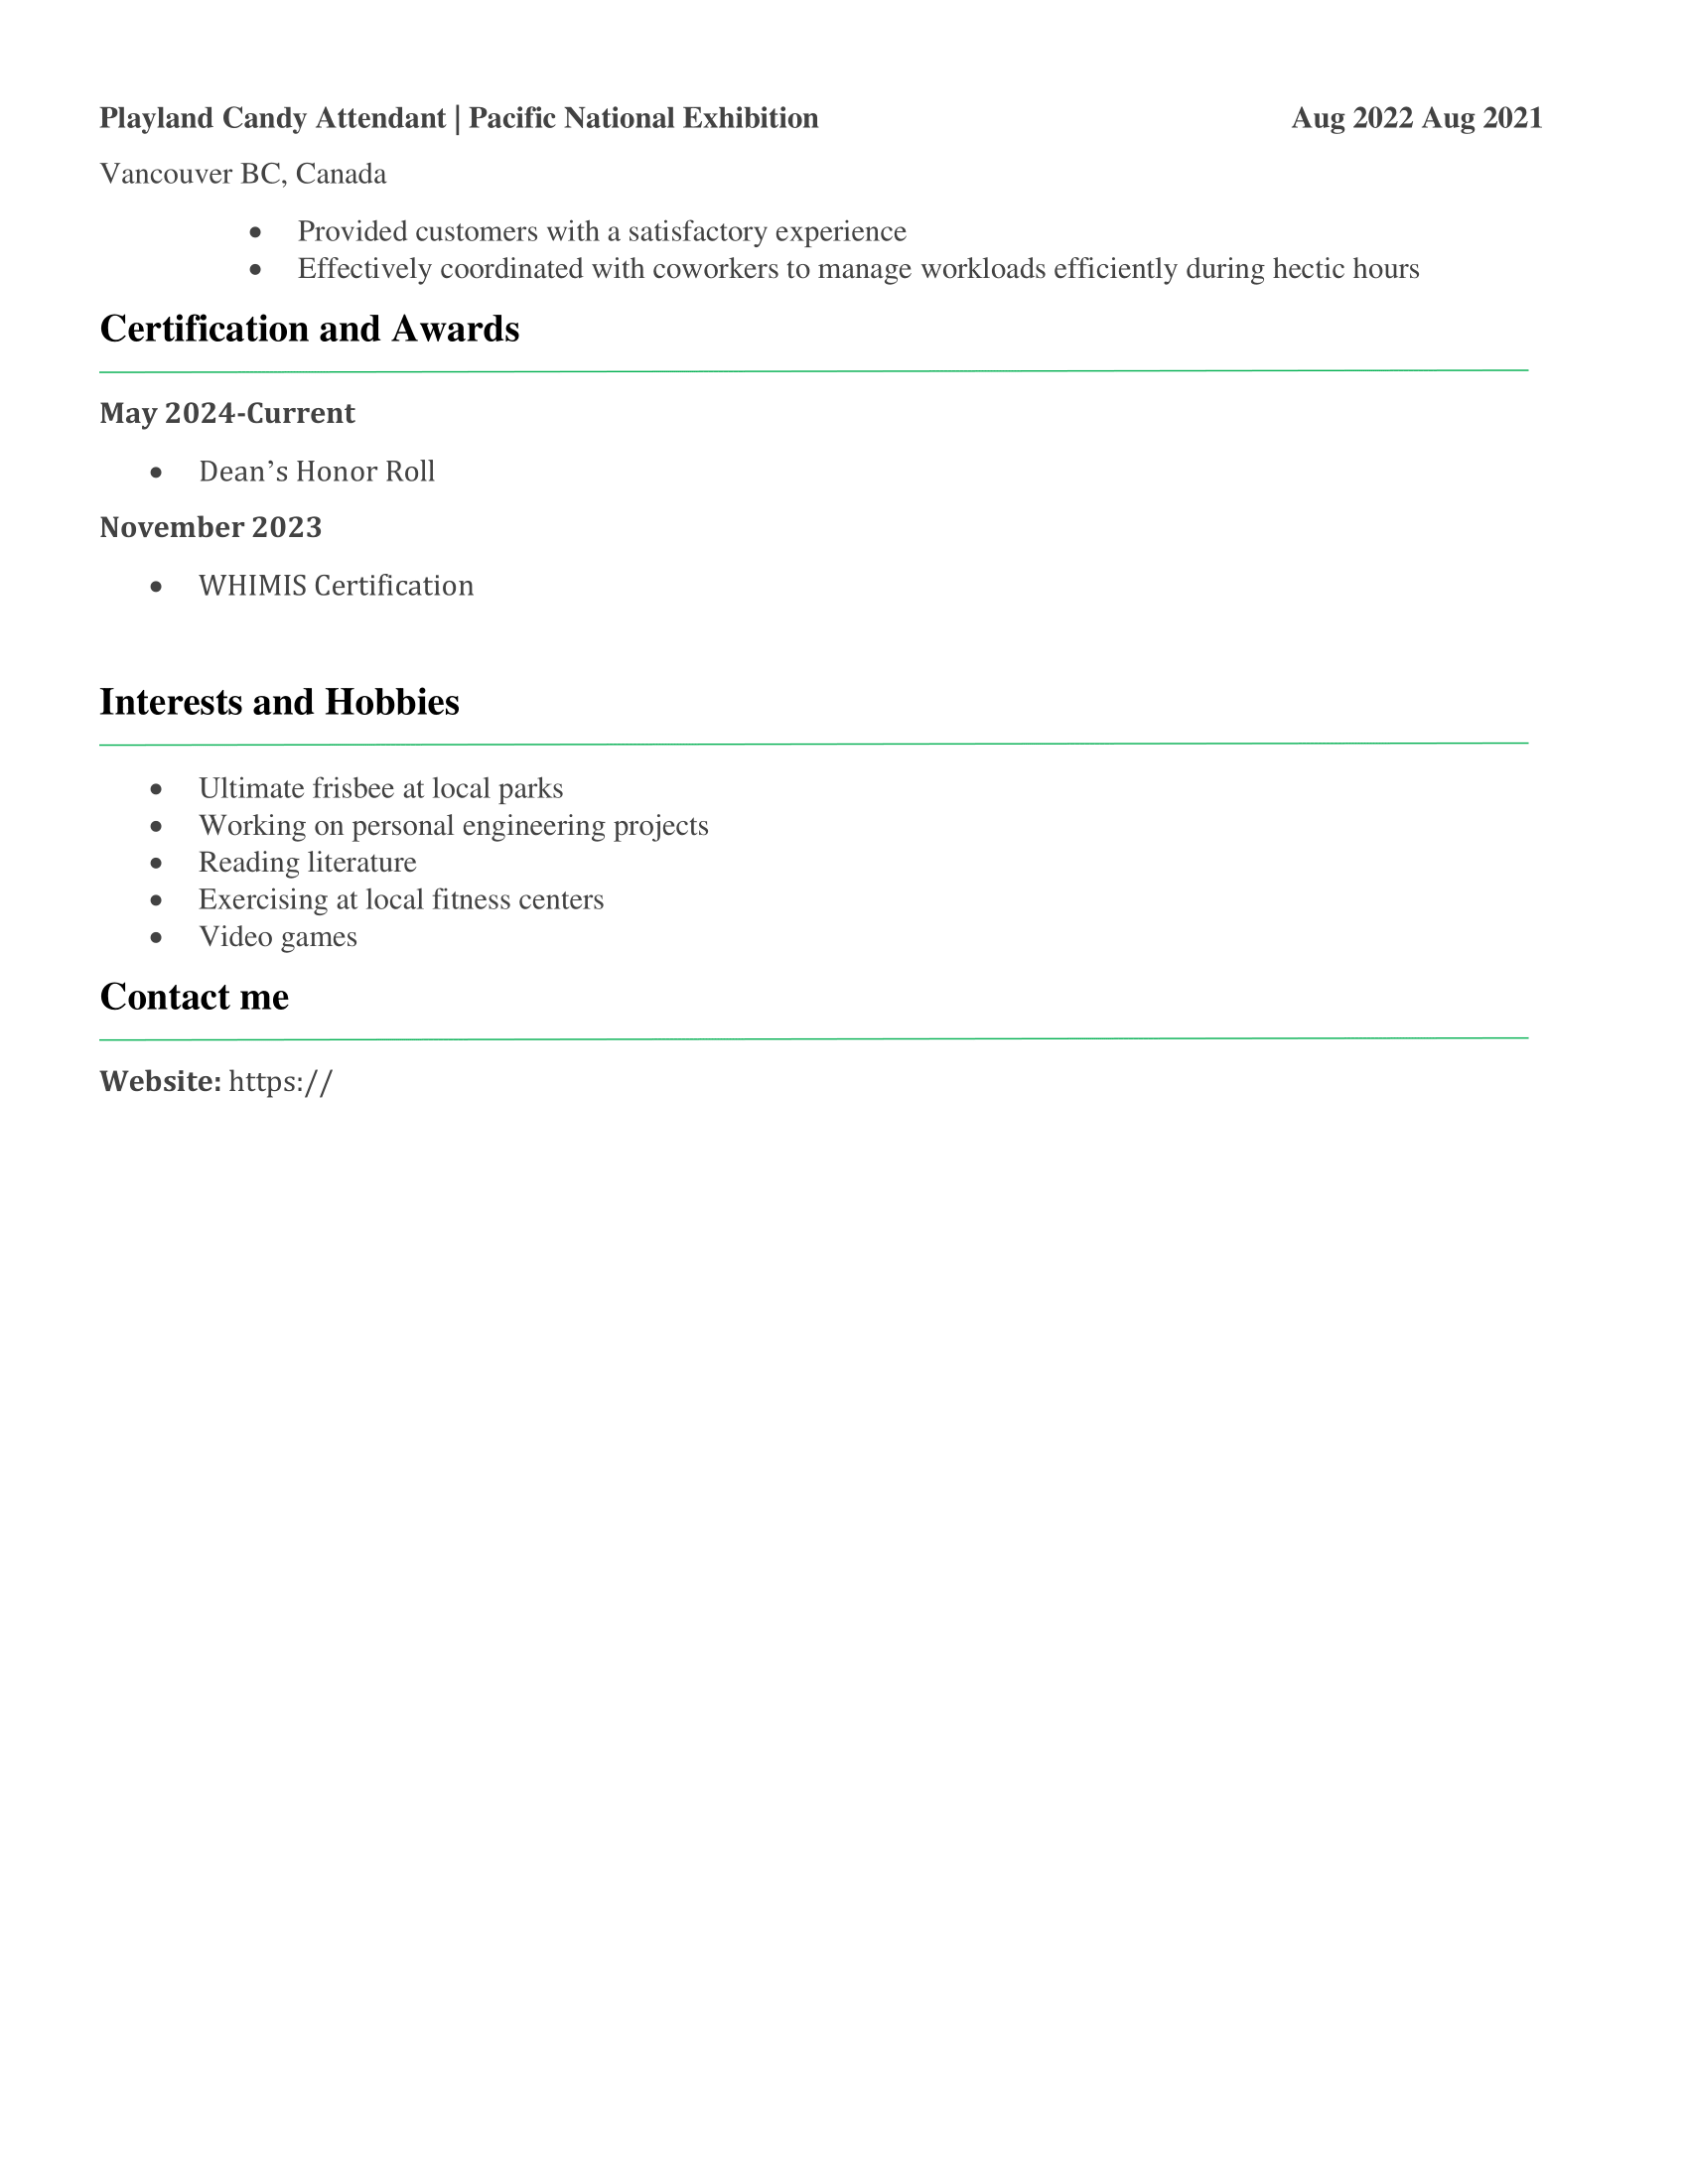 Playland Candy Attendant | Pacific National Exhibition Aug 2022 Aug 2021
Vancouver BC, Canada
• Provided customers with a satisfactory experience
• Effectively coordinated with coworkers to manage workloads efficiently during hectic hours
Certification and Awards
May 2024-Current
• Dean’s Honor Roll
November 2023
• WHIMIS Certification
Interests and Hobbies
• Ultimate frisbee at local parks
• Working on personal engineering projects
• Reading literature
• Exercising at local fitness centers
• Video games
Contact me
Website: https://